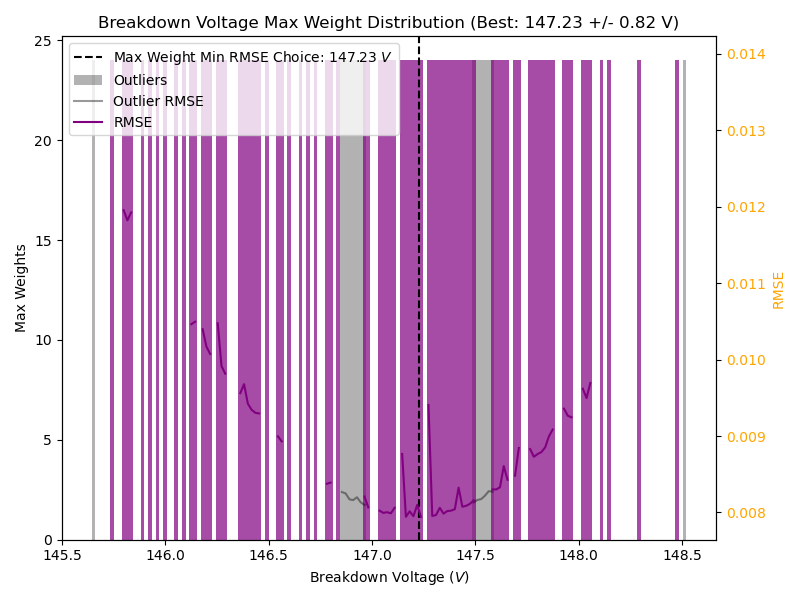 Breakdown Voltage Max Weight Distribution (Best: 147.23 +/- 0.82 V)
Max Weight Min RMSE Choice: 147.23 V
Outliers
Outlier RMSE
RMSE
25
20
15
10
5
0
Max Weights
0.014
0.013
0.012
0.011
0.010
0.009
0.008
RMSE
145.5 146.0 146.5 147.0 147.5 148.0 148.5
Breakdown Voltage (V)